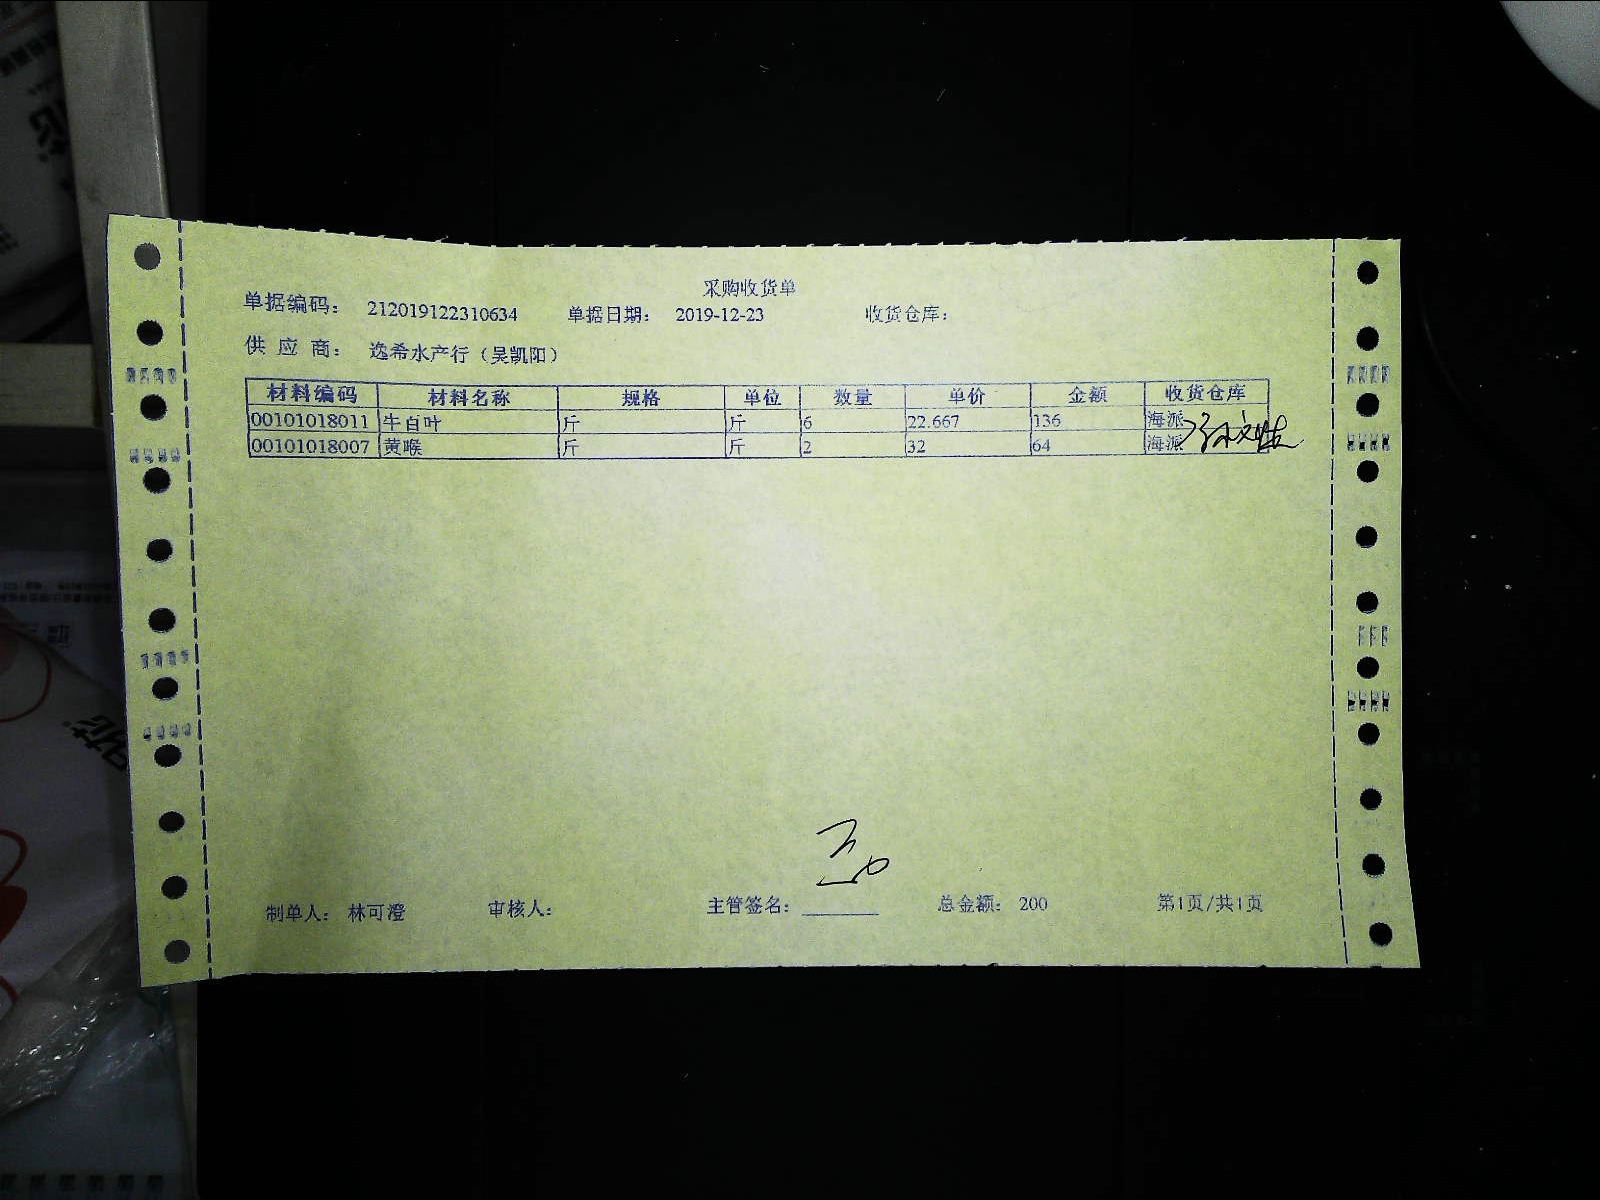 采购收货单
单据编码： 212019122310634 单据日期： 2019-12-23 收货仓库：
供 应 商： 逸希水产行（吴凯阳）
材料编码 材料名称 规格 单位 数量 单价 金额 收货仓库
00101018011 牛百叶 斤 斤 6 22.667 136 海派
00101018007 黄喉 斤 斤 2 32 64 海派
制单人： 林可澄 审核人： 主管签名： 总金额： 200 第1页/共1页